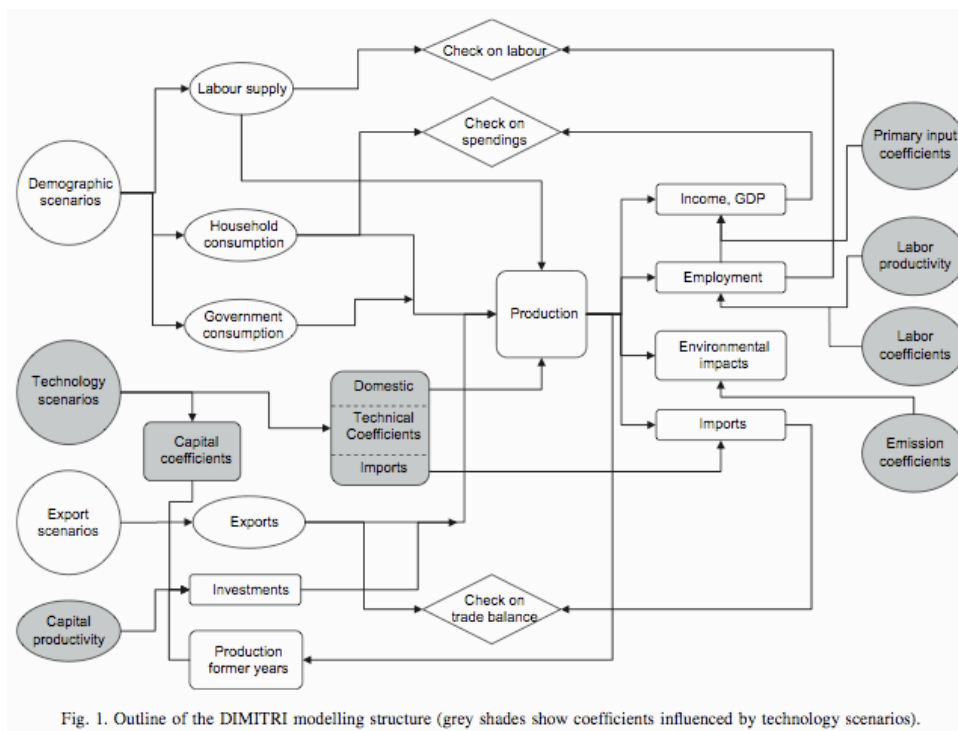 Check on labour
Labour supply
Check on
spendings
Primary input
coefficients
Demographic
scenarios
Income, GDP
Household
consumption
Labor
productivity
Employment
Government
consumption
Production
Environmental
impacts
Labor
coefficients
Technology
scenarios
Domestic
Technical
Coefficients
Imports
Capital
coefficients
Imports
Emission
coefficients
Export
scenarios
Exports
Investments
Check on
trade balance
Capital
productivity
Production
former years
Fig. 1. Outline of the DIMITRI modelling structure (grey shades show coefficients influenced by technology scenarios).